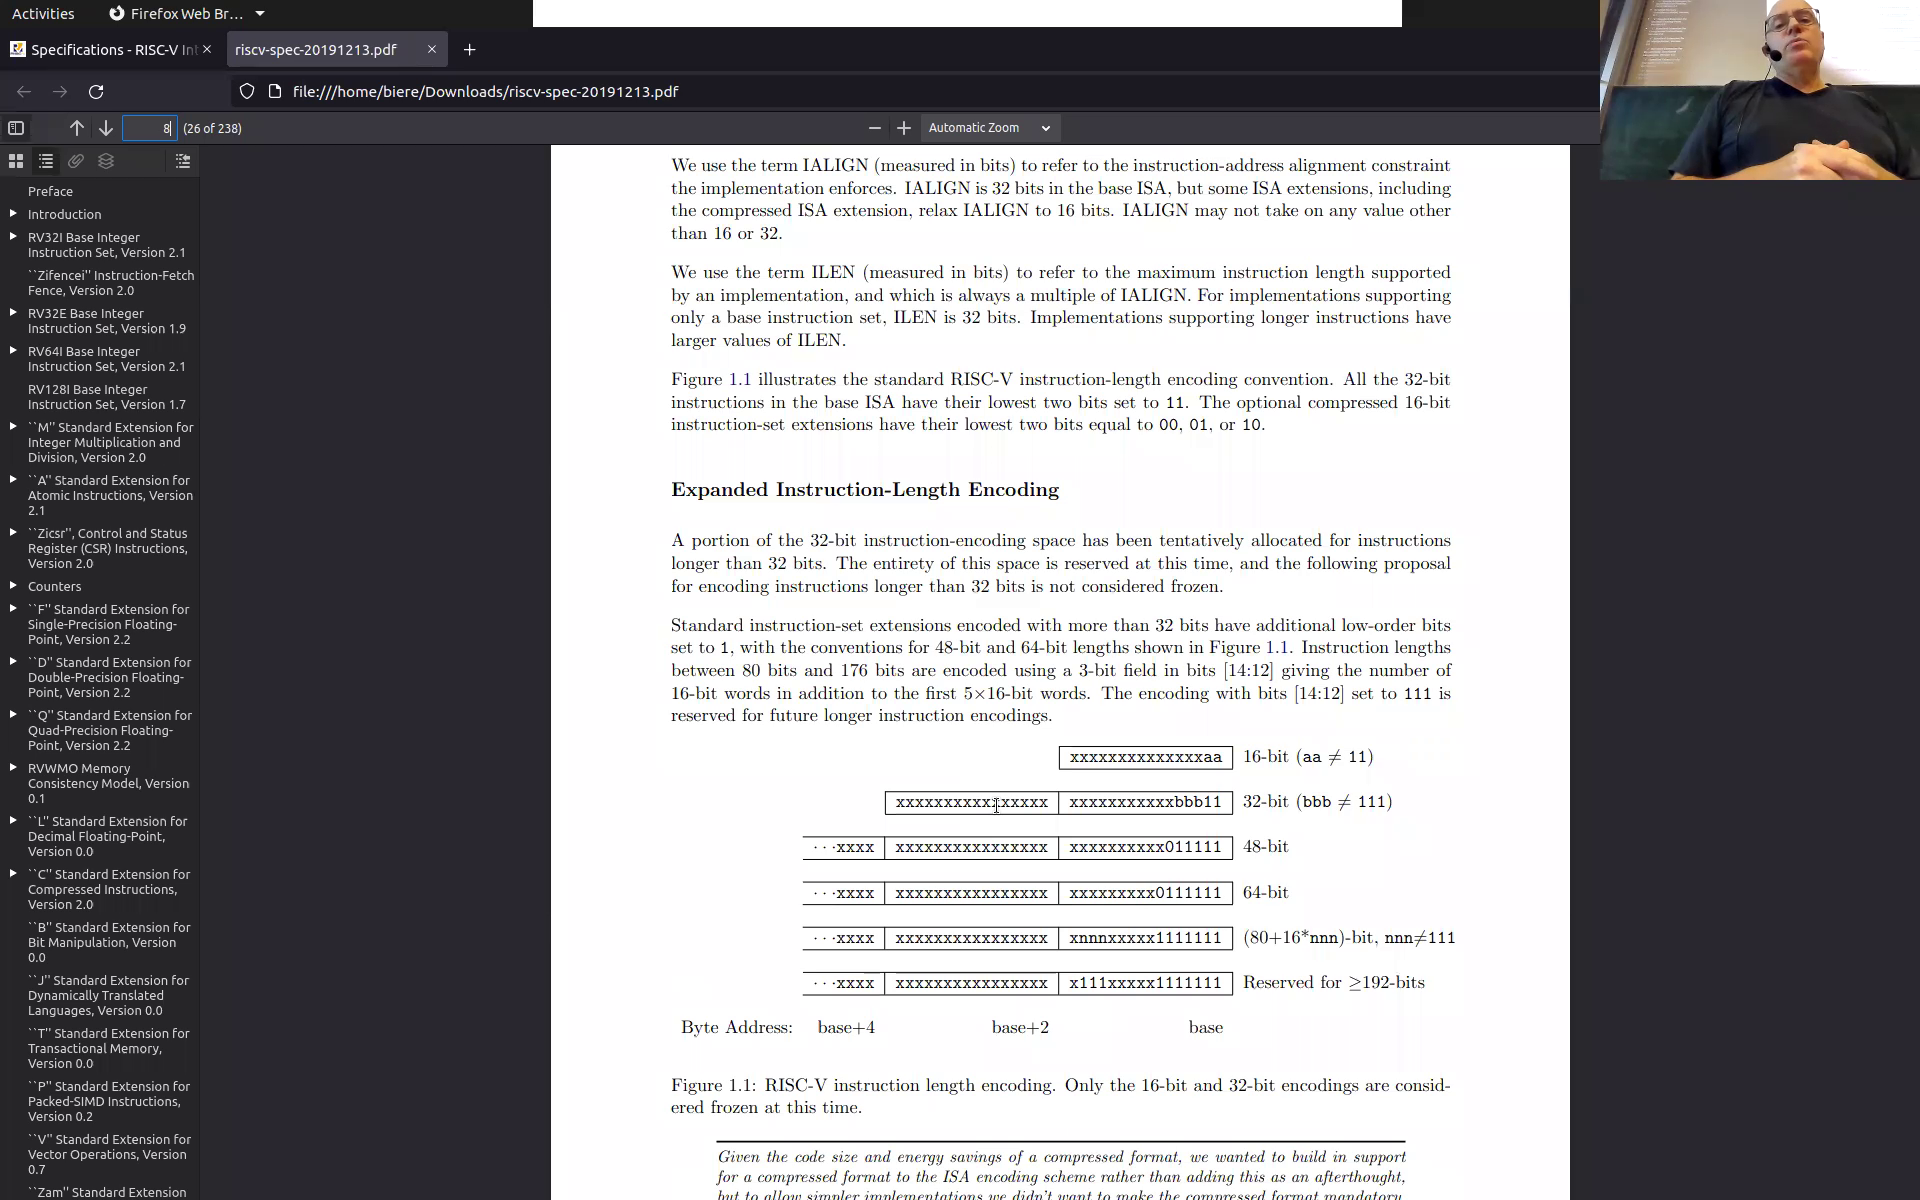 Activities
Firefox Web Br…
Specifications - RISC-V Int
riscv-spec-20191213.pdf
file:///home/biere/Downloads/riscv-spec-20191213.pdf
8
(26 of 238)
Automatic Zoom
Preface
Introduction
RV32I Base Integer
Instruction Set, Version 2.1
``Zifencei'' Instruction-Fetch
Fence, Version 2.0
RV32E Base Integer
Instruction Set, Version 1.9
RV64I Base Integer
Instruction Set, Version 2.1
RV128I Base Integer
Instruction Set, Version 1.7
``M'' Standard Extension for
Integer Multiplication and
Division, Version 2.0
``A'' Standard Extension for
Atomic Instructions, Version
2.1
``Zicsr'', Control and Status
Register (CSR) Instructions,
Version 2.0
Counters
``F'' Standard Extension for
Single-Precision Floating-
Point, Version 2.2
``D'' Standard Extension for
Double-Precision Floating-
Point, Version 2.2
``Q'' Standard Extension for
Quad-Precision Floating-
Point, Version 2.2
RVWMO Memory
Consistency Model, Version
0.1
``L'' Standard Extension for
Decimal Floating-Point,
Version 0.0
``C'' Standard Extension for
Compressed Instructions,
Version 2.0
``B'' Standard Extension for
Bit Manipulation, Version
0.0
``J'' Standard Extension for
Dynamically Translated
Languages, Version 0.0
``T'' Standard Extension for
Transactional Memory,
Version 0.0
``P'' Standard Extension for
Packed-SIMD Instructions,
Version 0.2
``V'' Standard Extension for
Vector Operations, Version
0.7
``Zam'' Standard Extension
We use the term IALIGN (measured in bits) to refer to the instruction-address alignment constraint
the implementation enforces. IALIGN is 32 bits in the base ISA, but some ISA extensions, including
the compressed ISA extension, relax IALIGN to 16 bits. IALIGN may not take on any value other
than 16 or 32.
We use the term ILEN (measured in bits) to refer to the maximum instruction length supported
by an implementation, and which is always a multiple of IALIGN. For implementations supporting
only a base instruction set, ILEN is 32 bits. Implementations supporting longer instructions have
larger values of ILEN.
Figure 1.1 illustrates the standard RISC-V instruction-length encoding convention. All the 32-bit
instructions in the base ISA have their lowest two bits set to 11. The optional compressed 16-bit
instruction-set extensions have their lowest two bits equal to 00, 01, or 10.
Expanded Instruction-Length Encoding
A portion of the 32-bit instruction-encoding space has been tentatively allocated for instructions
longer than 32 bits. The entirety of this space is reserved at this time, and the following proposal
for encoding instructions longer than 32 bits is not considered frozen.
Standard instruction-set extensions encoded with more than 32 bits have additional low-order bits
set to 1, with the conventions for 48-bit and 64-bit lengths shown in Figure 1.1. Instruction lengths
between 80 bits and 176 bits are encoded using a 3-bit field in bits [14:12] giving the number of
16-bit words in addition to the first 5×16-bit words. The encoding with bits [14:12] set to 111 is
reserved for future longer instruction encodings.
xxxxxxxxxxxxxxaa 16-bit (aa ≠ 11)
xxxxxxxxxxxxxxxx xxxxxxxxxxxbbb11 32-bit (bbb ≠ 111)
···xxxx xxxxxxxxxxxxxxxx xxxxxxxxxx011111 48-bit
···xxxx xxxxxxxxxxxxxxxx xxxxxxxxx0111111 64-bit
···xxxx xxxxxxxxxxxxxxxx xnnnxxxxx1111111 (80+16*nnn)-bit, nnn≠111
···xxxx xxxxxxxxxxxxxxxx x111xxxxx1111111 Reserved for ≥192-bits
Byte Address: base+4 base+2 base
Figure 1.1: RISC-V instruction length encoding. Only the 16-bit and 32-bit encodings are consid-
ered frozen at this time.
Given the code size and energy savings of a compressed format, we wanted to build in support
for a compressed format to the ISA encoding scheme rather than adding this as an afterthought,
but to allow simpler implementations we didn't want to make the compressed format mandatory.